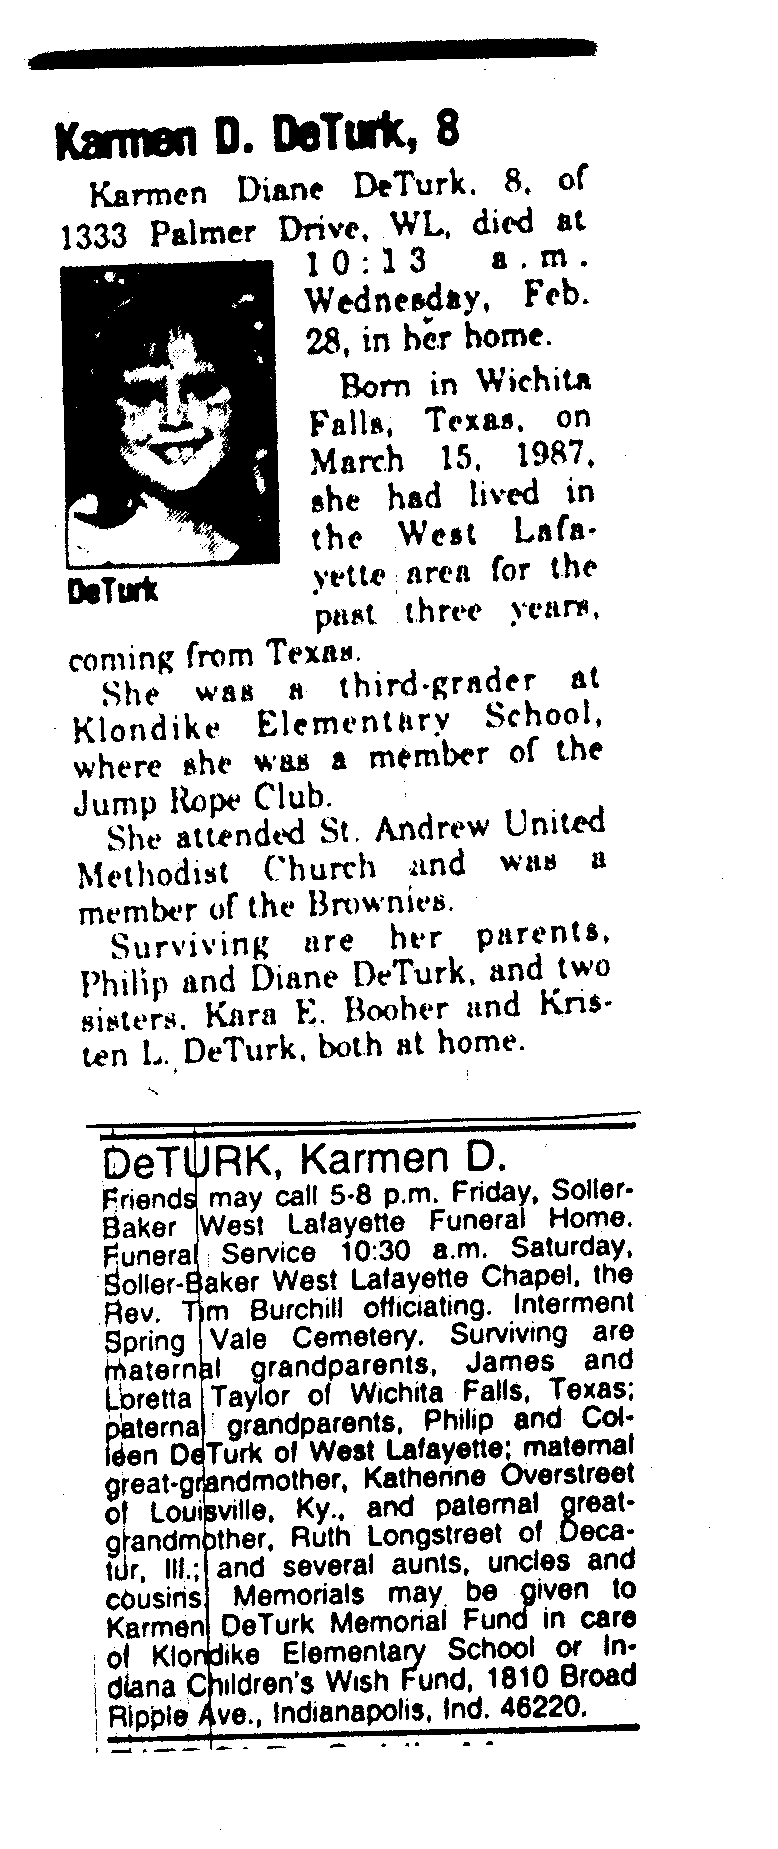 Karmen D. DeTurk, 8
Karmen Diane DeTurk, 8, of
1333 Palmer Drive, WL, died at
10:13 a.m.
Wednesday, Feb.
28, in her home.
Born in Wichita
Falls, Texas, on
March 15, 1987,
she had lived in
the West Lafa-
yette area for the
past three years,
DeTurk
coming from Texas.
She was a third-grader at
Klondike Elementary School,
where she was a member of the
Jump Rope Club.
She attended St. Andrew United
Methodist Church and was a
member of the Brownies.
Surviving are her parents,
Philip and Diane DeTurk, and two
sisters, Kara E. Booher and Kris-
ten L. DeTurk, both at home.
DeTURK, Karmen D.
Friends may call 5-8 p.m. Friday, Soller-
Baker West Lafayette Funeral Home.
Funeral Service 10:30 a.m. Saturday,
Soller-Baker West Lafayette Chapel, the
Rev. Tim Burchill officiating. Interment
Spring Vale Cemetery. Surviving are
maternal grandparents, James and
Loretta Taylor of Wichita Falls, Texas;
paternal grandparents, Philip and Col-
leen DeTurk of West Lafayette; maternal
great-grandmother, Katherine Overstreet
of Louisville, Ky., and paternal great-
grandmother, Ruth Longstreet of Deca-
tur, Ill.; and several aunts, uncles and
cousins. Memorials may be given to
Karmen DeTurk Memorial Fund in care
of Klondike Elementary School or In-
diana Children's Wish Fund, 1810 Broad
Ripple Ave., Indianapolis, Ind. 46220.